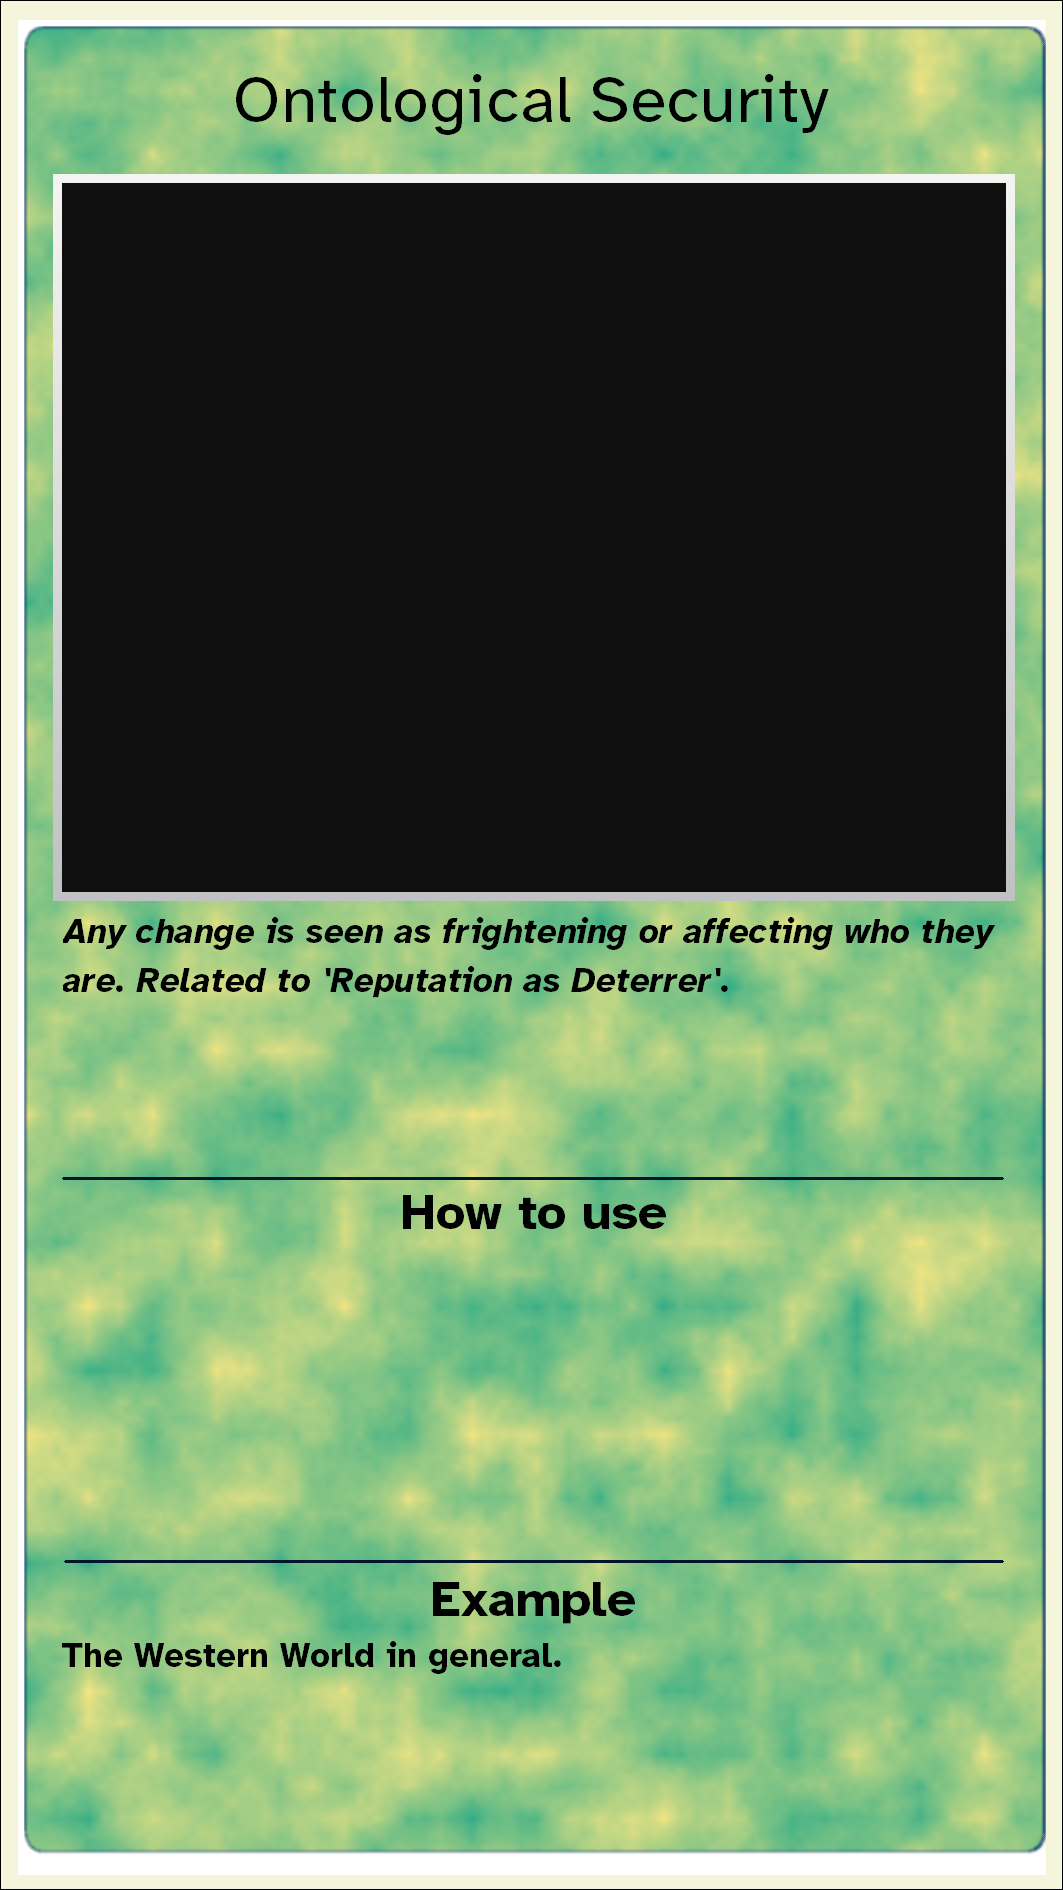 Ontological Security
Any change is seen as frightening or affecting who they
are. Related to 'Reputation as Deterrer'.
How to use
Example
The Western World in general.